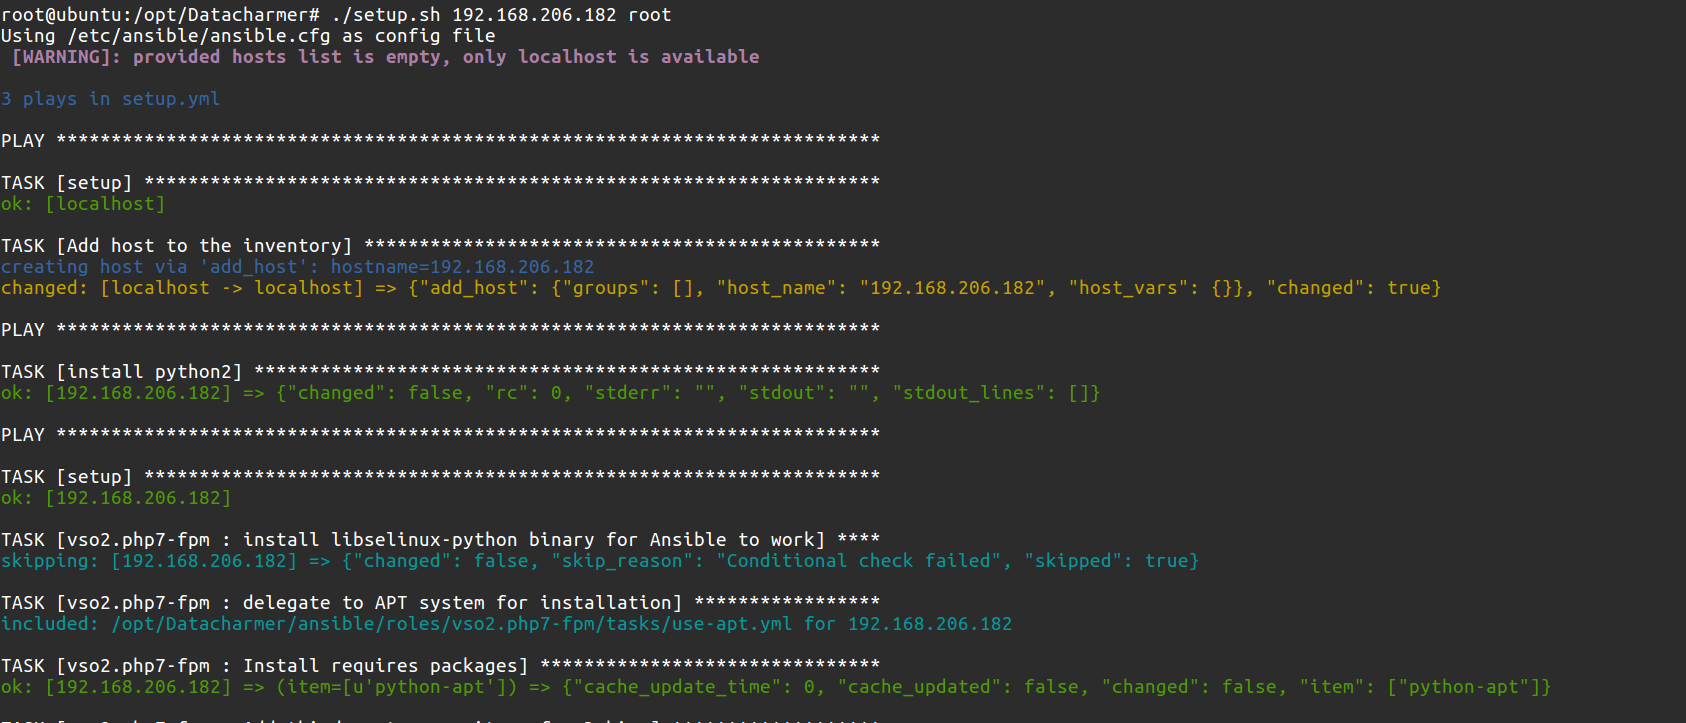 root@ubuntu:/opt/Datacharmer# ./setup.sh 192.168.206.182 root
Using /etc/ansible/ansible.cfg as config file
[WARNING]: provided hosts list is empty, only localhost is available
3 plays in setup.yml
PLAY ***************************************************************************
TASK [setup] *******************************************************************
ok: [localhost]
TASK [Add host to the inventory] ***********************************************
creating host via 'add_host': hostname=192.168.206.182
changed: [localhost -> localhost] => {"add_host": {"groups": [], "host_name": "192.168.206.182", "host_vars": {}}, "changed": true}
PLAY ***************************************************************************
TASK [install python2] *********************************************************
ok: [192.168.206.182] => {"changed": false, "rc": 0, "stderr": "", "stdout": "", "stdout_lines": []}
PLAY ***************************************************************************
TASK [setup] *******************************************************************
ok: [192.168.206.182]
TASK [vso2.php7-fpm : install libselinux-python binary for Ansible to work] ****
skipping: [192.168.206.182] => {"changed": false, "skip_reason": "Conditional check failed", "skipped": true}
TASK [vso2.php7-fpm : delegate to APT system for installation] *****************
included: /opt/Datacharmer/ansible/roles/vso2.php7-fpm/tasks/use-apt.yml for 192.168.206.182
TASK [vso2.php7-fpm : Install requires packages] *******************************
ok: [192.168.206.182] => (item=[u'python-apt']) => {"cache_update_time": 0, "cache_updated": false, "changed": false, "item": ["python-apt"]}